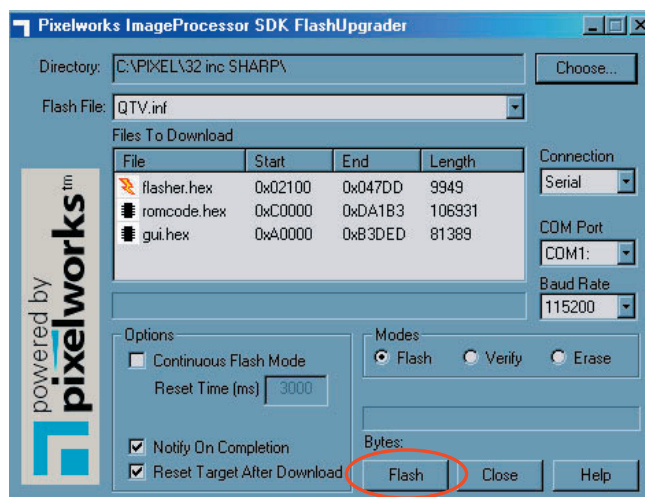 Pixelworks ImageProcessor SDK FlashUpgrader
Directory: C:\PIXEL\32 inc SHARP\ Choose...
Flash File: QTV.inf
Files To Download
File Start End Length
flasher.hex 0x02100 0x047DD 9949
romcode.hex 0xC0000 0xDA1B3 106931
gui.hex 0xA0000 0xB3DED 81389
Connection
Serial
COM Port
COM1:
Baud Rate
115200
powered by
pixelworks™
Options
Continuous Flash Mode
Reset Time (ms) 3000
Notify On Completion
Reset Target After Download
Modes
Flash Verify Erase
Bytes:
Flash Close Help